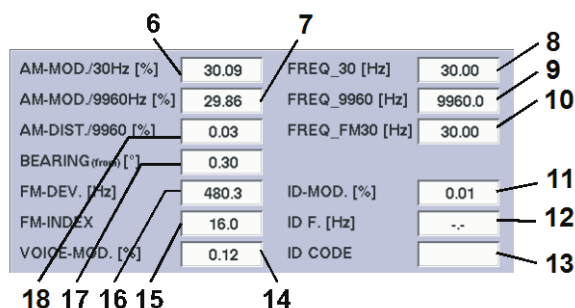 6 7 8
AM-MOD./30Hz [%] 30.09 FREQ_30 [Hz] 30.00
9
AM-MOD./9960Hz [%] 29.86 FREQ_9960 [Hz] 9960.0
10
AM-DIST./9960 [%] 0.03 FREQ_FM30 [Hz] 30.00
BEARING (from) [°] 0.30
FM-DEV. [Hz] 480.3 ID-MOD. [%] 0.01 11
FM-INDEX 16.0 ID F. [Hz] -.- 12
VOICE-MOD. [%] 0.12 ID CODE 13
18 17 16 15 14